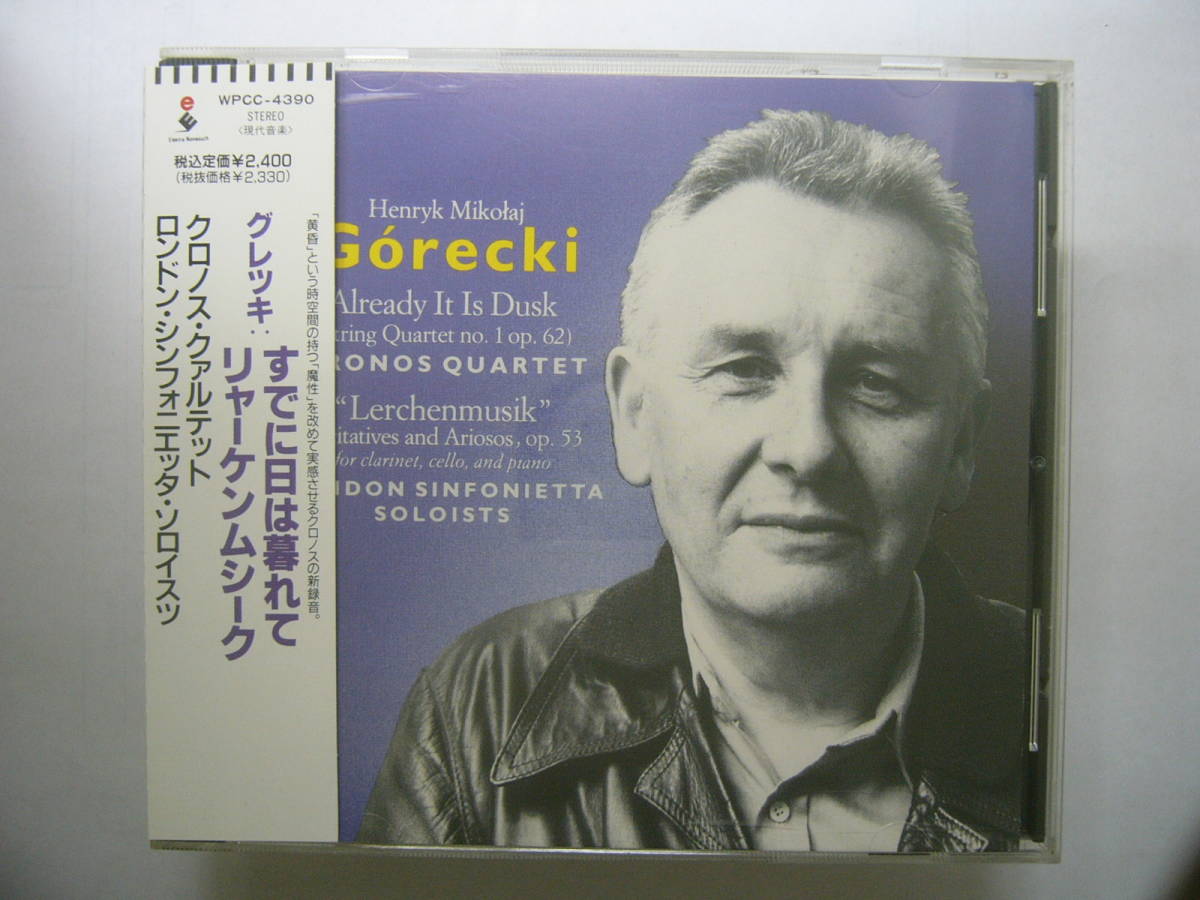 WPCC-4390
STEREO
〈現代音楽〉
税込定価¥2,400
(税抜価格¥2,330)
「黄昏」という時空間の持つ「魔性」を改めて実感させるクロノスの新録音。
グレツキ:
すでに日は暮れて
リャーケンムシーク
クロノス・クァルテット
ロンドン・シンフォニエッタ・ソロイスツ
Henryk Mikołaj
Górecki
Already It Is Dusk
tring Quartet no. 1 op. 62)
RONOS QUARTET
“Lerchenmusik”
itatives and Ariosos, op. 53
for clarinet, cello, and piano
NDON SINFONIETTA
SOLOISTS